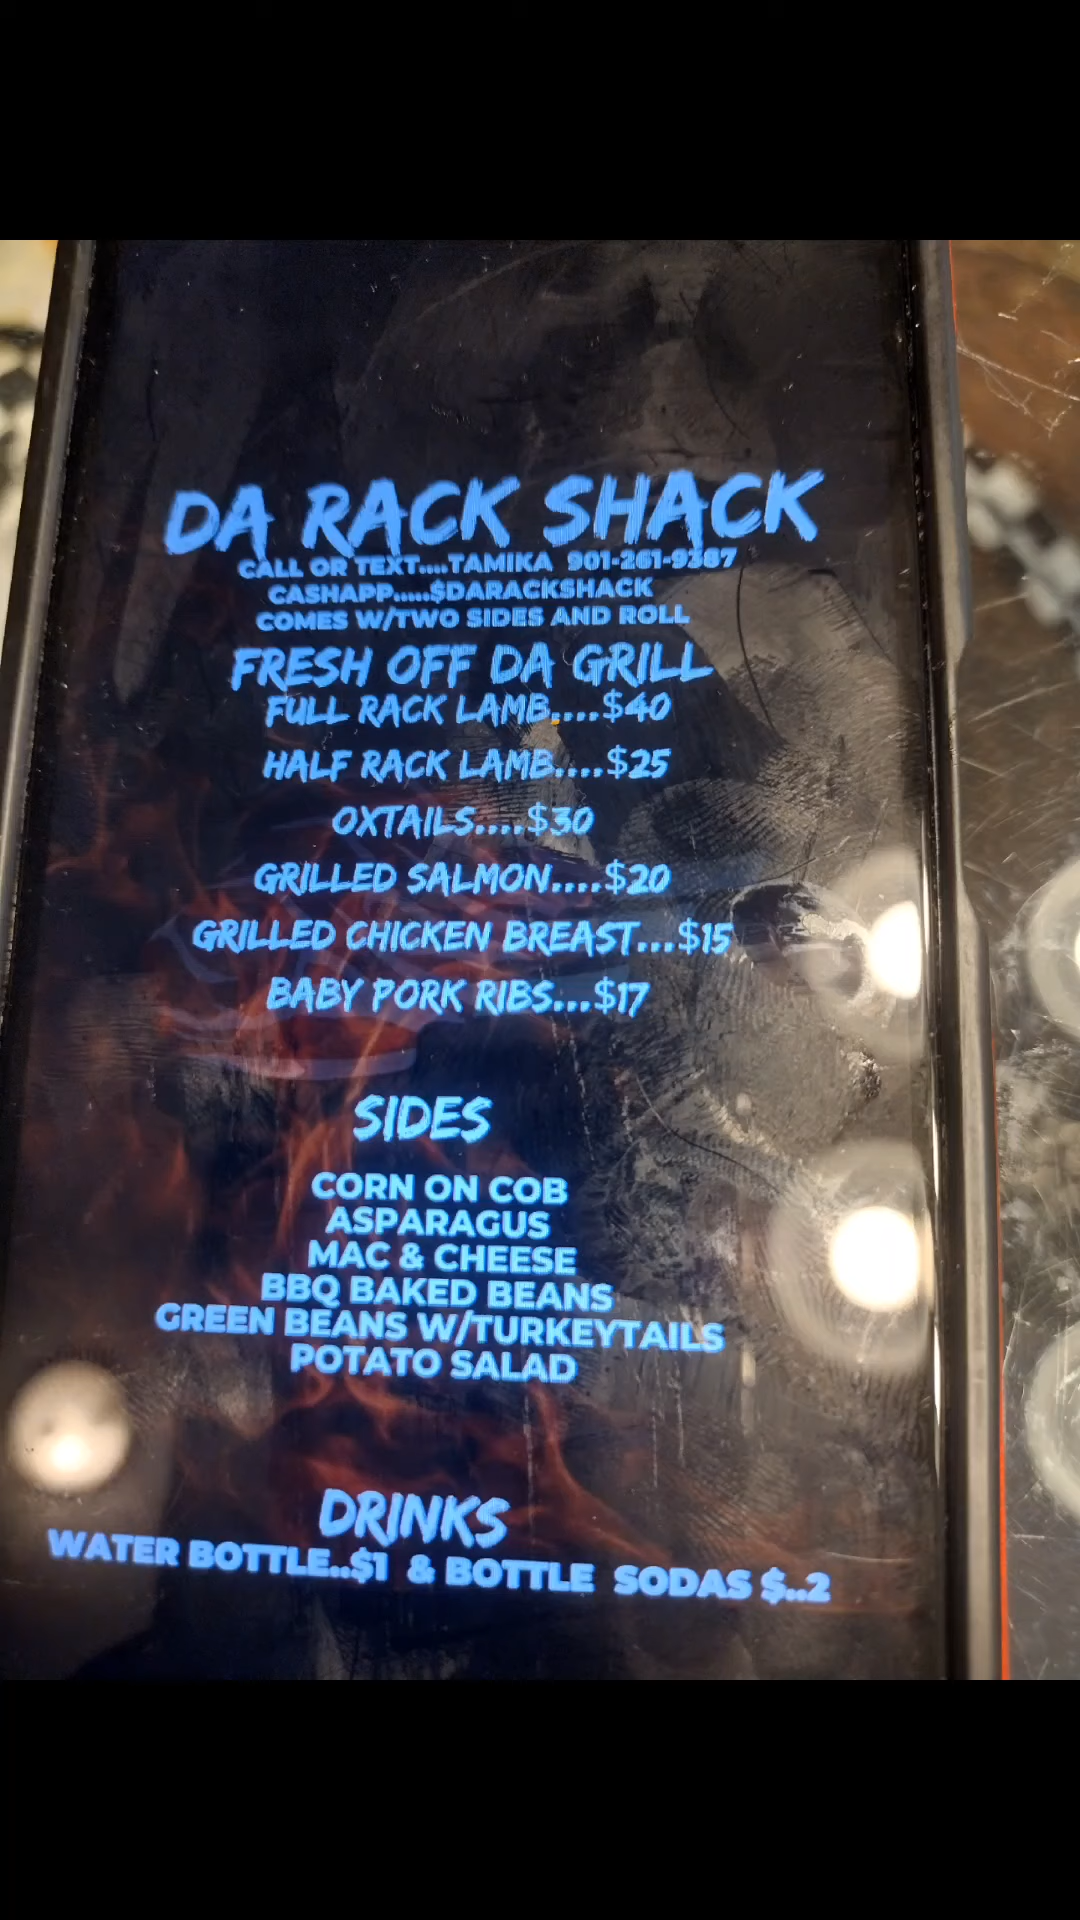 DA RACK SHACK
CALL OR TEXT....TAMIKA 901-261-9387
CASHAPP.....$DARACKSHACK
COMES W/TWO SIDES AND ROLL
FRESH OFF DA GRILL
FULL RACK LAMB....$40
HALF RACK LAMB....$25
OXTAILS....$30
GRILLED SALMON....$20
GRILLED CHICKEN BREAST...$15
BABY PORK RIBS...$17
SIDES
CORN ON COB
ASPARAGUS
MAC & CHEESE
BBQ BAKED BEANS
GREEN BEANS W/TURKEYTAILS
POTATO SALAD
DRINKS
WATER BOTTLE..$1 & BOTTLE SODAS $..2